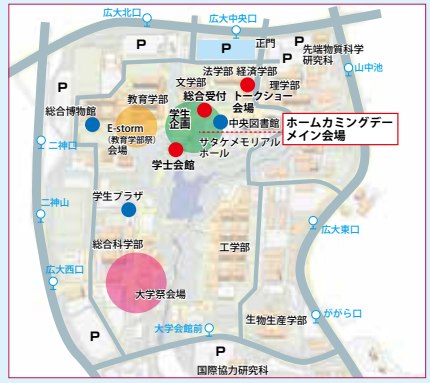 広大北口
広大中央口
P
P
P
正門
先端物質科学
研究科
山中池
P
P
法学部 経済学部
文学部
理学部
総合受付
トークショー
会場
教育学部
総合博物館
学生
企画
中央図書館
ホームカミングデー
メイン会場
E-storm
(教育学部祭)
会場
サタケメモリアル
ホール
二神口
学士会館
学生プラザ
二神山
広大東口
総合科学部
工学部
広大西口
大学祭会場
生物生産学部
ががら口
大学会館前
P
P
国際協力研究科